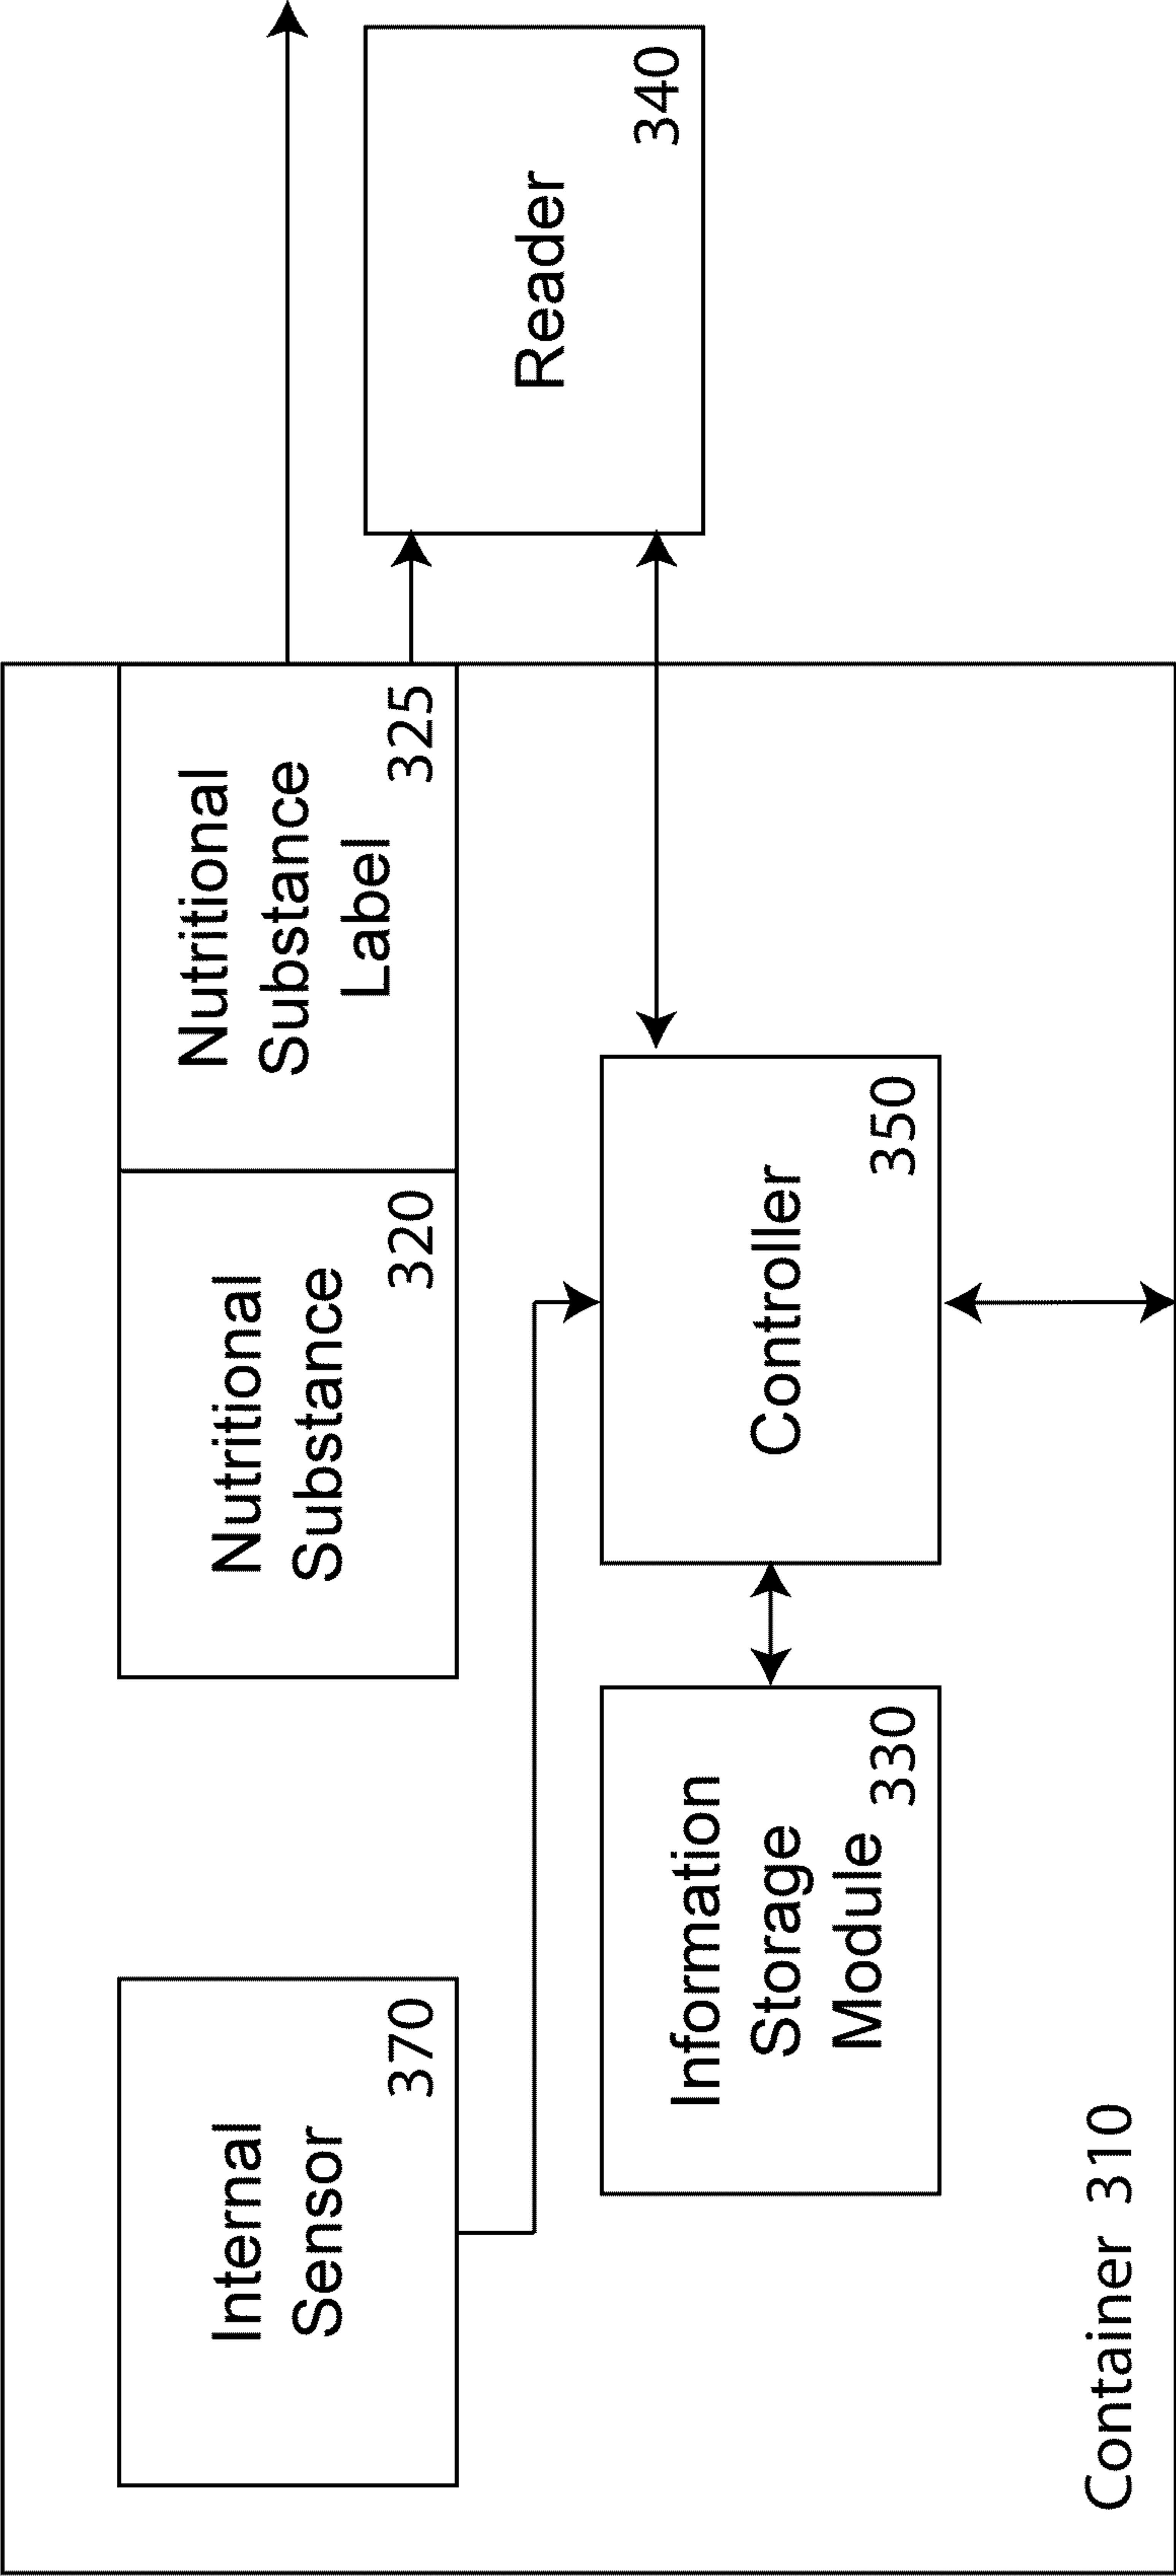 Internal
Sensor
370
Nutritional
Substance
320
Nutritional
Substance
Label
325
Reader
340
Information
Storage
Module
330
Controller
350
Container 310